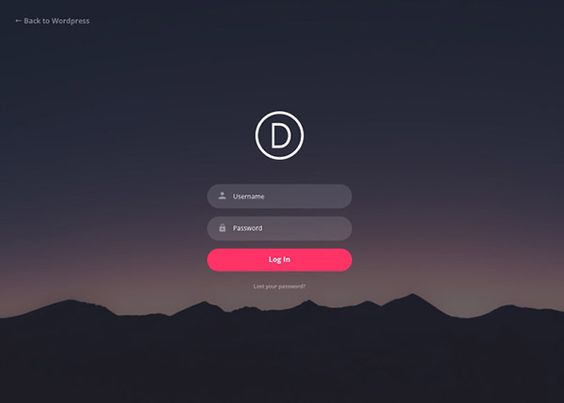 ← Back to Wordpress
D
Username
Password
Log In
Lost your password?